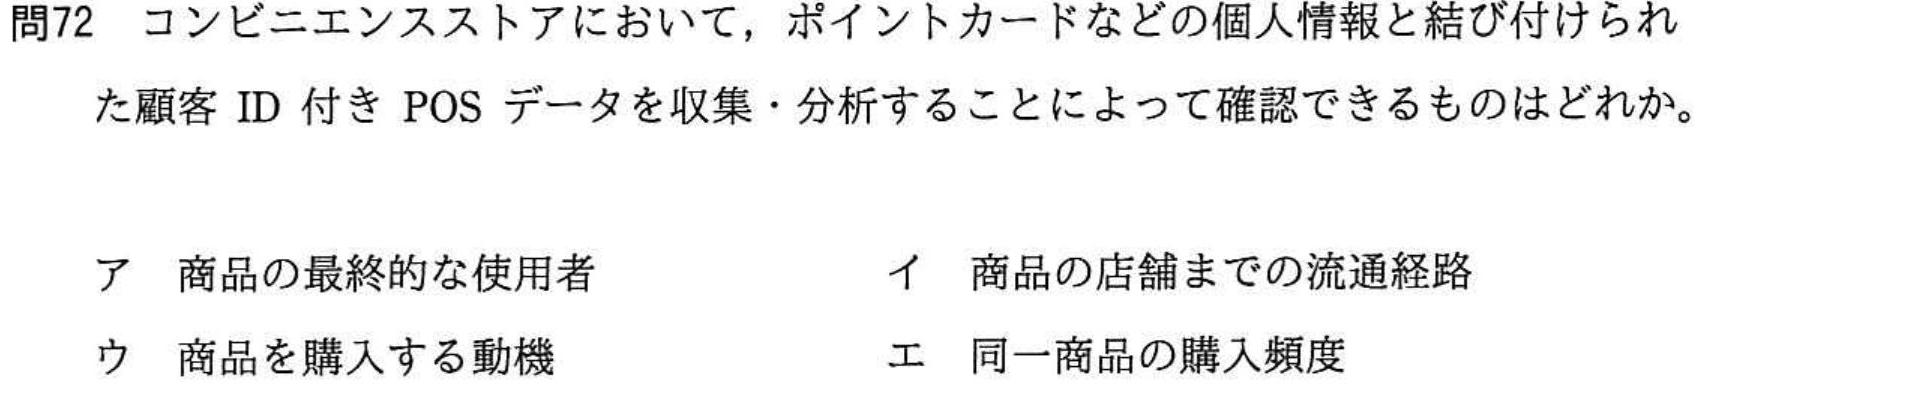 問72 コンビニエンスストアにおいて，ポイントカードなどの個人情報と結び付けられ
た顧客 ID 付き POS データを収集・分析することによって確認できるものはどれか。
ア 商品の最終的な使用者 イ 商品の店舗までの流通経路
ウ 商品を購入する動機 エ 同一商品の購入頻度